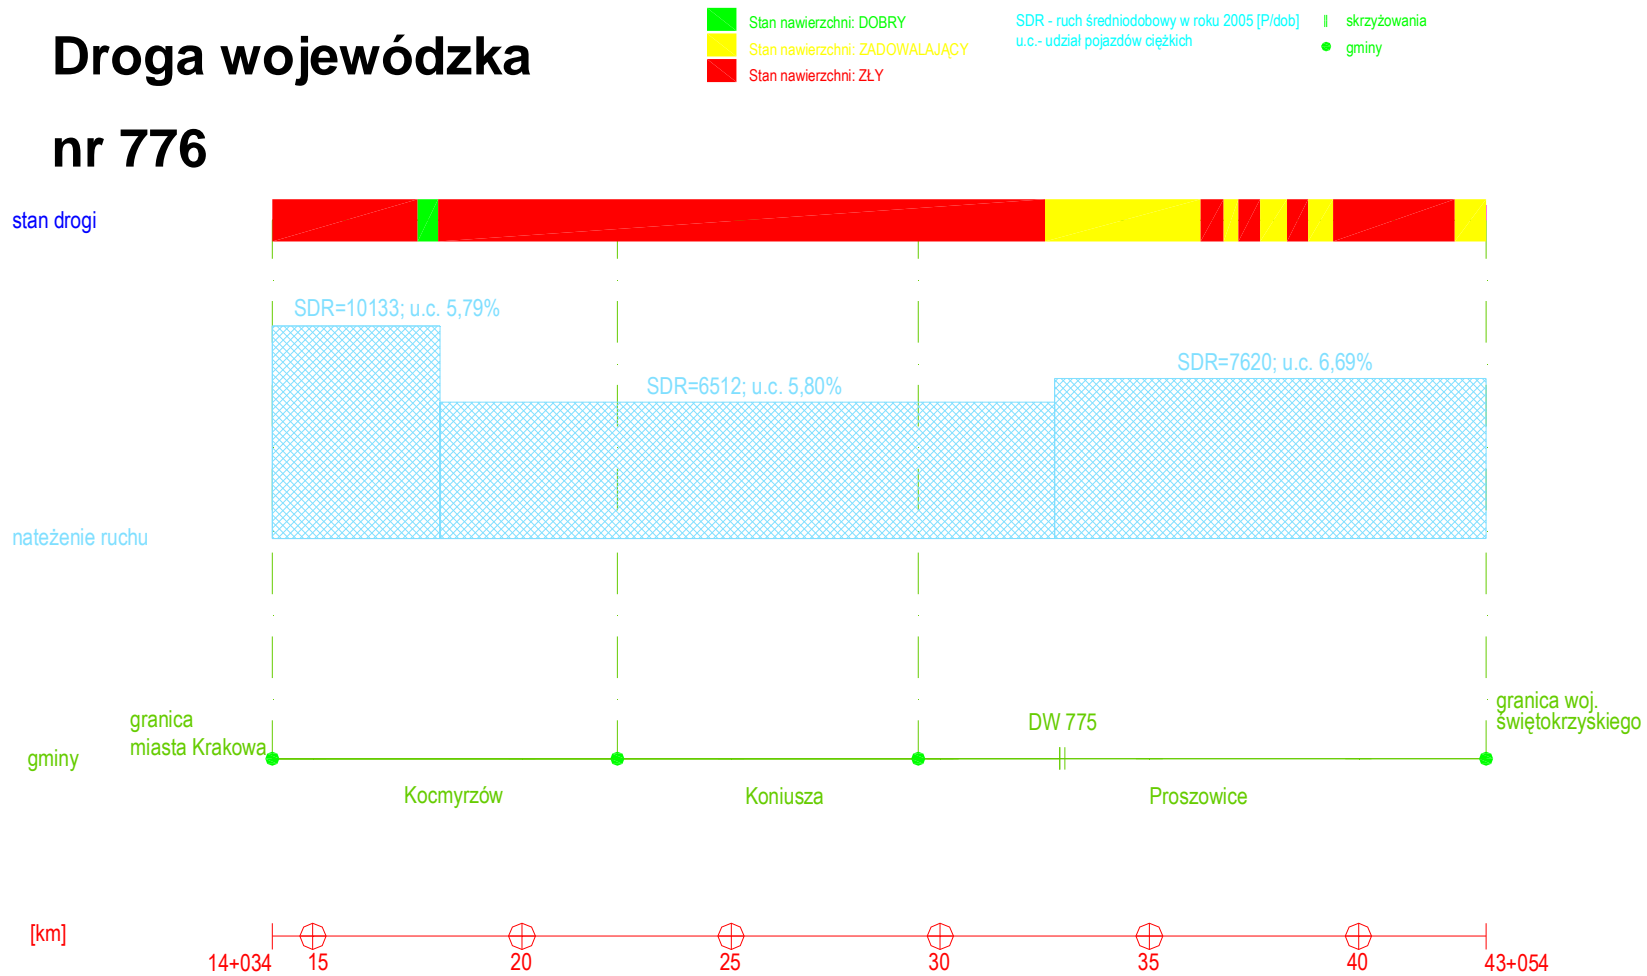 Droga wojewódzka
nr 776
Stan nawierzchni: DOBRY
Stan nawierzchni: ZADOWALAJĄCY
Stan nawierzchni: ZŁY
SDR - ruch średniodobowy w roku 2005 [P/dob]
u.c.- udział pojazdów ciężkich
skrzyżowania
gminy
stan drogi
SDR=10133; u.c. 5,79%
SDR=6512; u.c. 5,80%
SDR=7620; u.c. 6,69%
nateżenie ruchu
granica
miasta Krakowa
DW 775
granica woj.
świętokrzyśkiego
gminy
Kocmyrzów
Koniusza
Proszowice
[km]
14+034
15
20
25
30
35
40
43+054